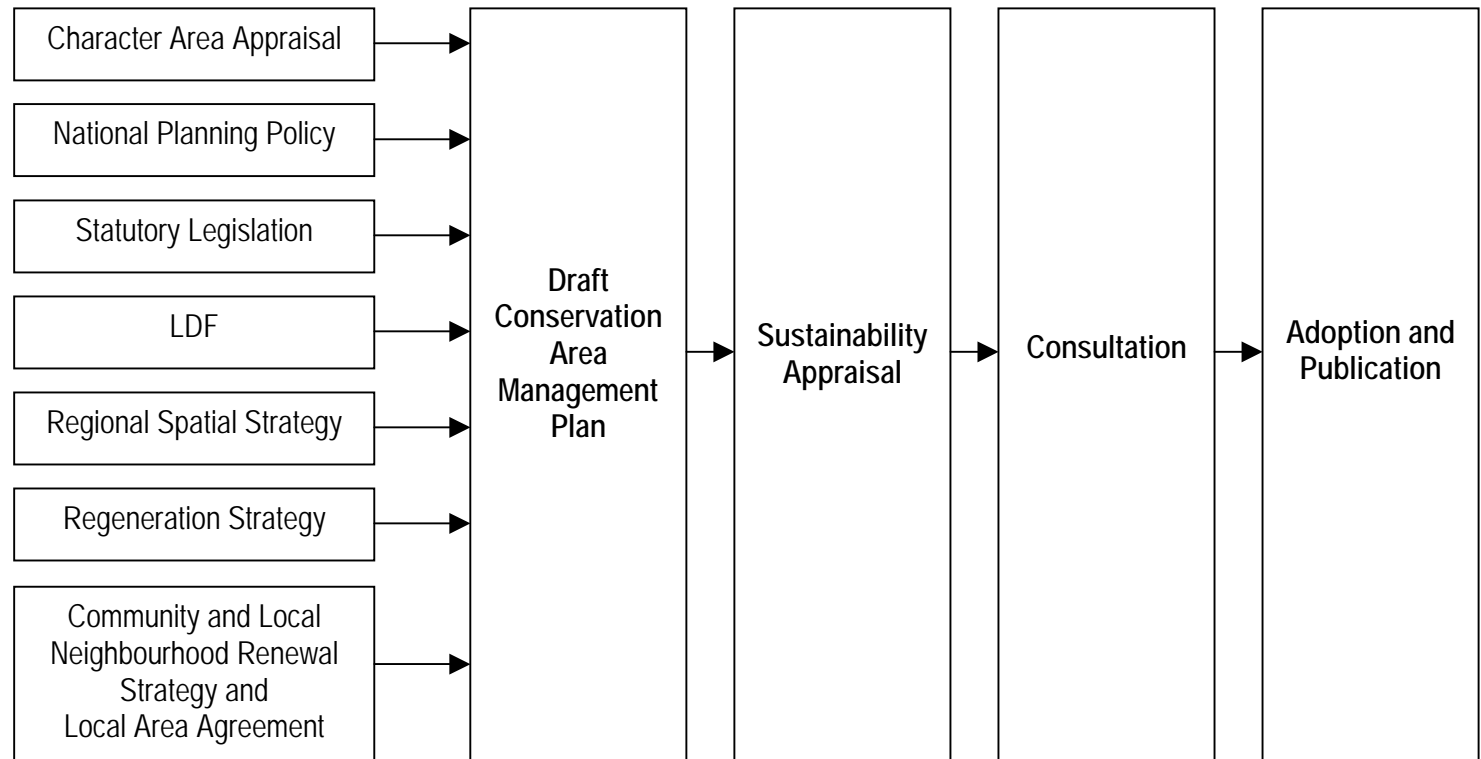 Character Area Appraisal
National Planning Policy
Statutory Legislation
LDF
Regional Spatial Strategy
Regeneration Strategy
Community and Local
Neighbourhood Renewal
Strategy and
Local Area Agreement
Draft
Conservation
Area
Management
Plan
Sustainability
Appraisal
Consultation
Adoption and
Publication